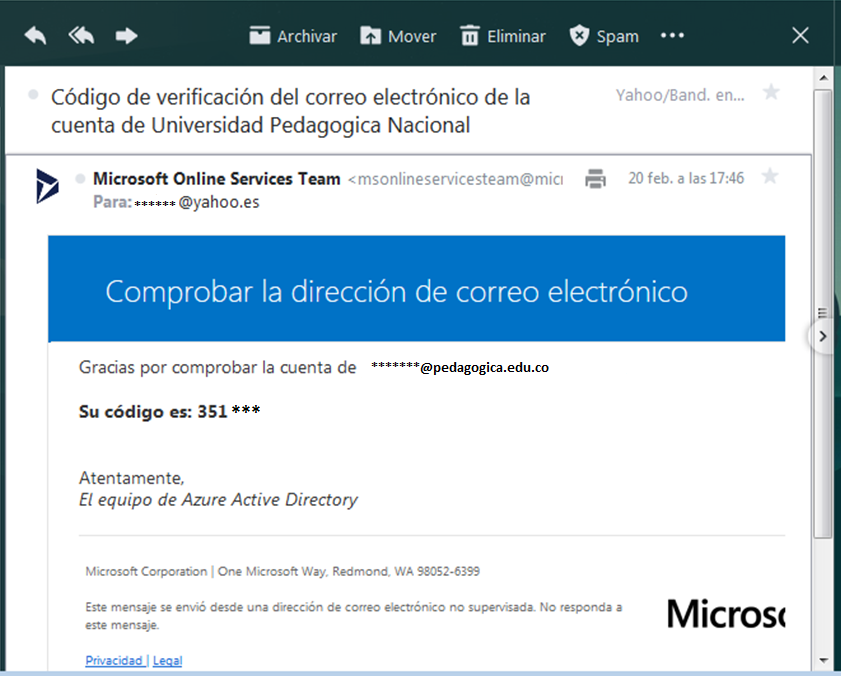 Archivar Mover Eliminar Spam
Código de verificación del correo electrónico de la
cuenta de Universidad Pedagogica Nacional
Yahoo/Band. en...
Microsoft Online Services Team <msonlineservicesteam@micr
20 feb. a las 17:46
Para: ******@yahoo.es
Comprobar la dirección de correo electrónico
Gracias por comprobar la cuenta de *******@pedagogica.edu.co
Su código es: 351***
Atentamente,
El equipo de Azure Active Directory
Microsoft Corporation | One Microsoft Way, Redmond, WA 98052-6399
Este mensaje se envió desde una dirección de correo electrónico no supervisada. No responda a
este mensaje.
Microso
Privacidad | Legal